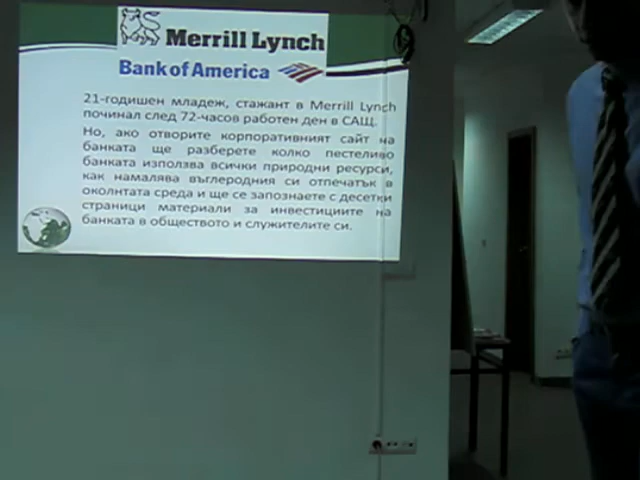 Merrill Lynch
Bank of America
21-годишен младеж, стажант в Merrill Lynch
починал след 72-часов работен ден в САЩ.
Но, ако отворите корпоративният сайт на
банката ще разберете колко пестеливо
банката използва всички природни ресурси,
как намалява въглеродния си отпечатък в
околнтата среда и ще се запознаете с десетки
страници материали за инвестициите на
банката в обществото и служителите си.